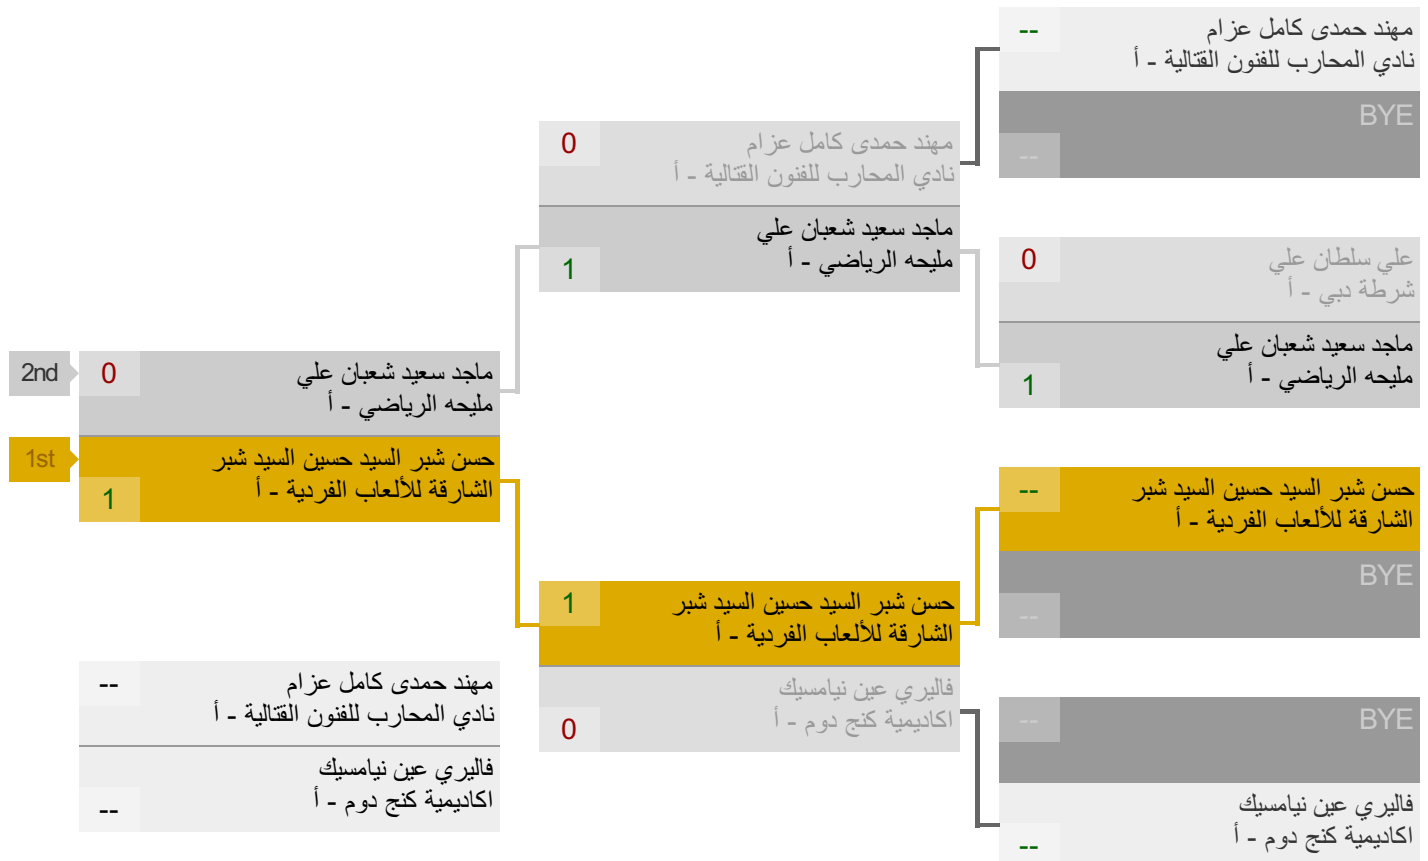 مهند حمدى كامل عزام
نادي المحارب للفنون القتالية - أ
--
BYE
--
علي سلطان علي
شرطة دبي - أ
0
ماجد سعيد شعبان علي
مليحه الرياضي - أ
1
حسن شبر السيد حسين السيد شبر
الشارقة للألعاب الفردية - أ
--
BYE
--
BYE
--
فاليري عين نيامسيك
اكاديمية كنج دوم - أ
--
مهند حمدى كامل عزام
نادي المحارب للفنون القتالية - أ
0
ماجد سعيد شعبان علي
مليحه الرياضي - أ
1
حسن شبر السيد حسين السيد شبر
الشارقة للألعاب الفردية - أ
1
فاليري عين نيامسيك
اكاديمية كنج دوم - أ
0
ماجد سعيد شعبان علي
مليحه الرياضي - أ
0
2nd
حسن شبر السيد حسين السيد شبر
الشارقة للألعاب الفردية - أ
1
1st
مهند حمدى كامل عزام
نادي المحارب للفنون القتالية - أ
--
فاليري عين نيامسيك
اكاديمية كنج دوم - أ
--